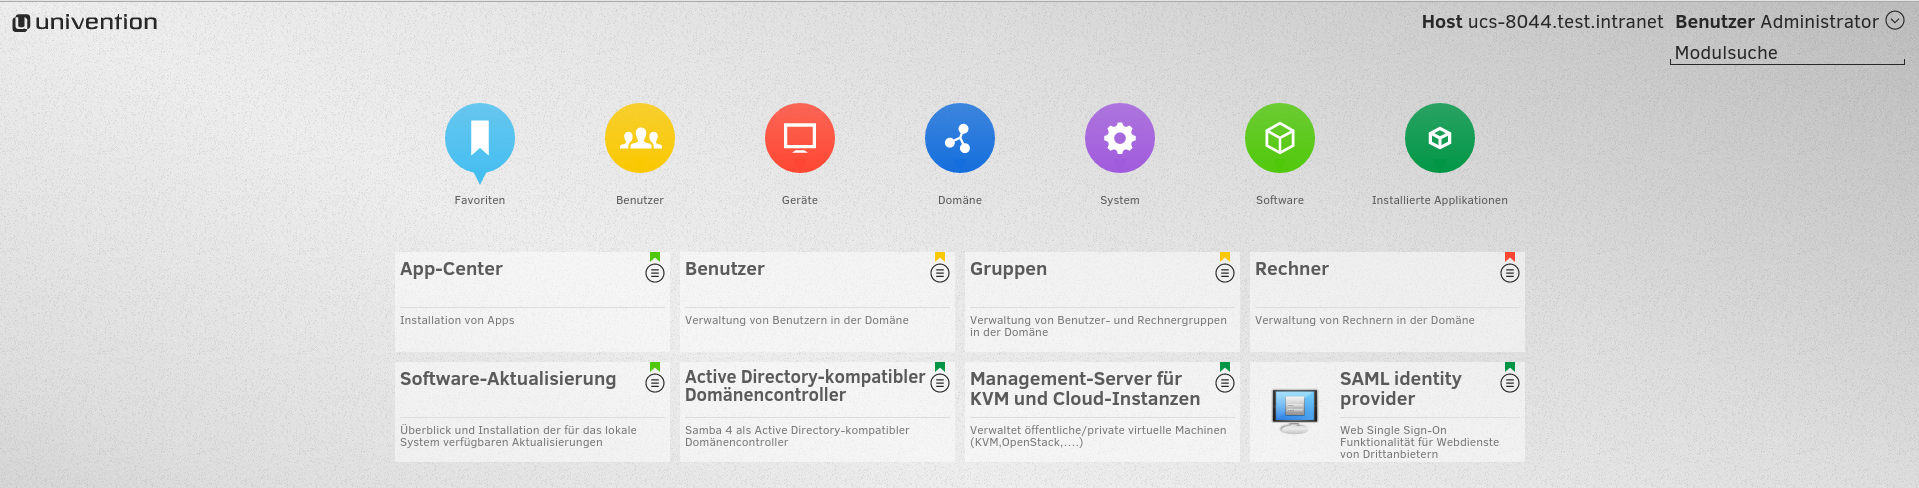 univention
Host ucs-8044.test.intranet Benutzer Administrator
Modulsuche
Favoriten
Benutzer
Geräte
Domäne
System
Software
Installierte Applikationen
App-Center
Installation von Apps
Benutzer
Verwaltung von Benutzern in der Domäne
Gruppen
Verwaltung von Benutzer- und Rechnergruppen
in der Domäne
Rechner
Verwaltung von Rechnern in der Domäne
Software-Aktualisierung
Überblick und Installation der für das lokale
System verfügbaren Aktualisierungen
Active Directory-kompatibler
Domänencontroller
Samba 4 als Active Directory-kompatibler
Domänencontroller
Management-Server für
KVM und Cloud-Instanzen
Verwaltet öffentliche/private virtuelle Machinen
(KVM,OpenStack,....)
SAML identity
provider
Web Single Sign-On
Funktionalität für Webdienste
von Drittanbietern